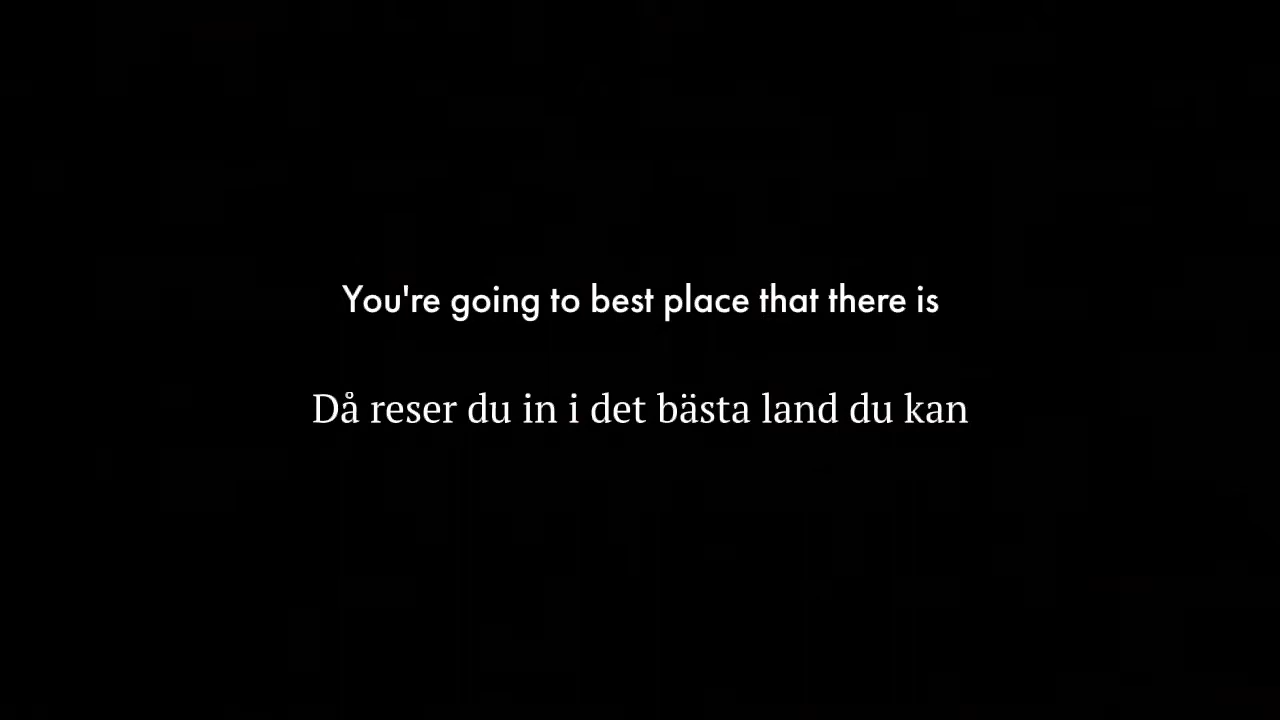 You're going to best place that there is
Då reser du in i det bästa land du kan